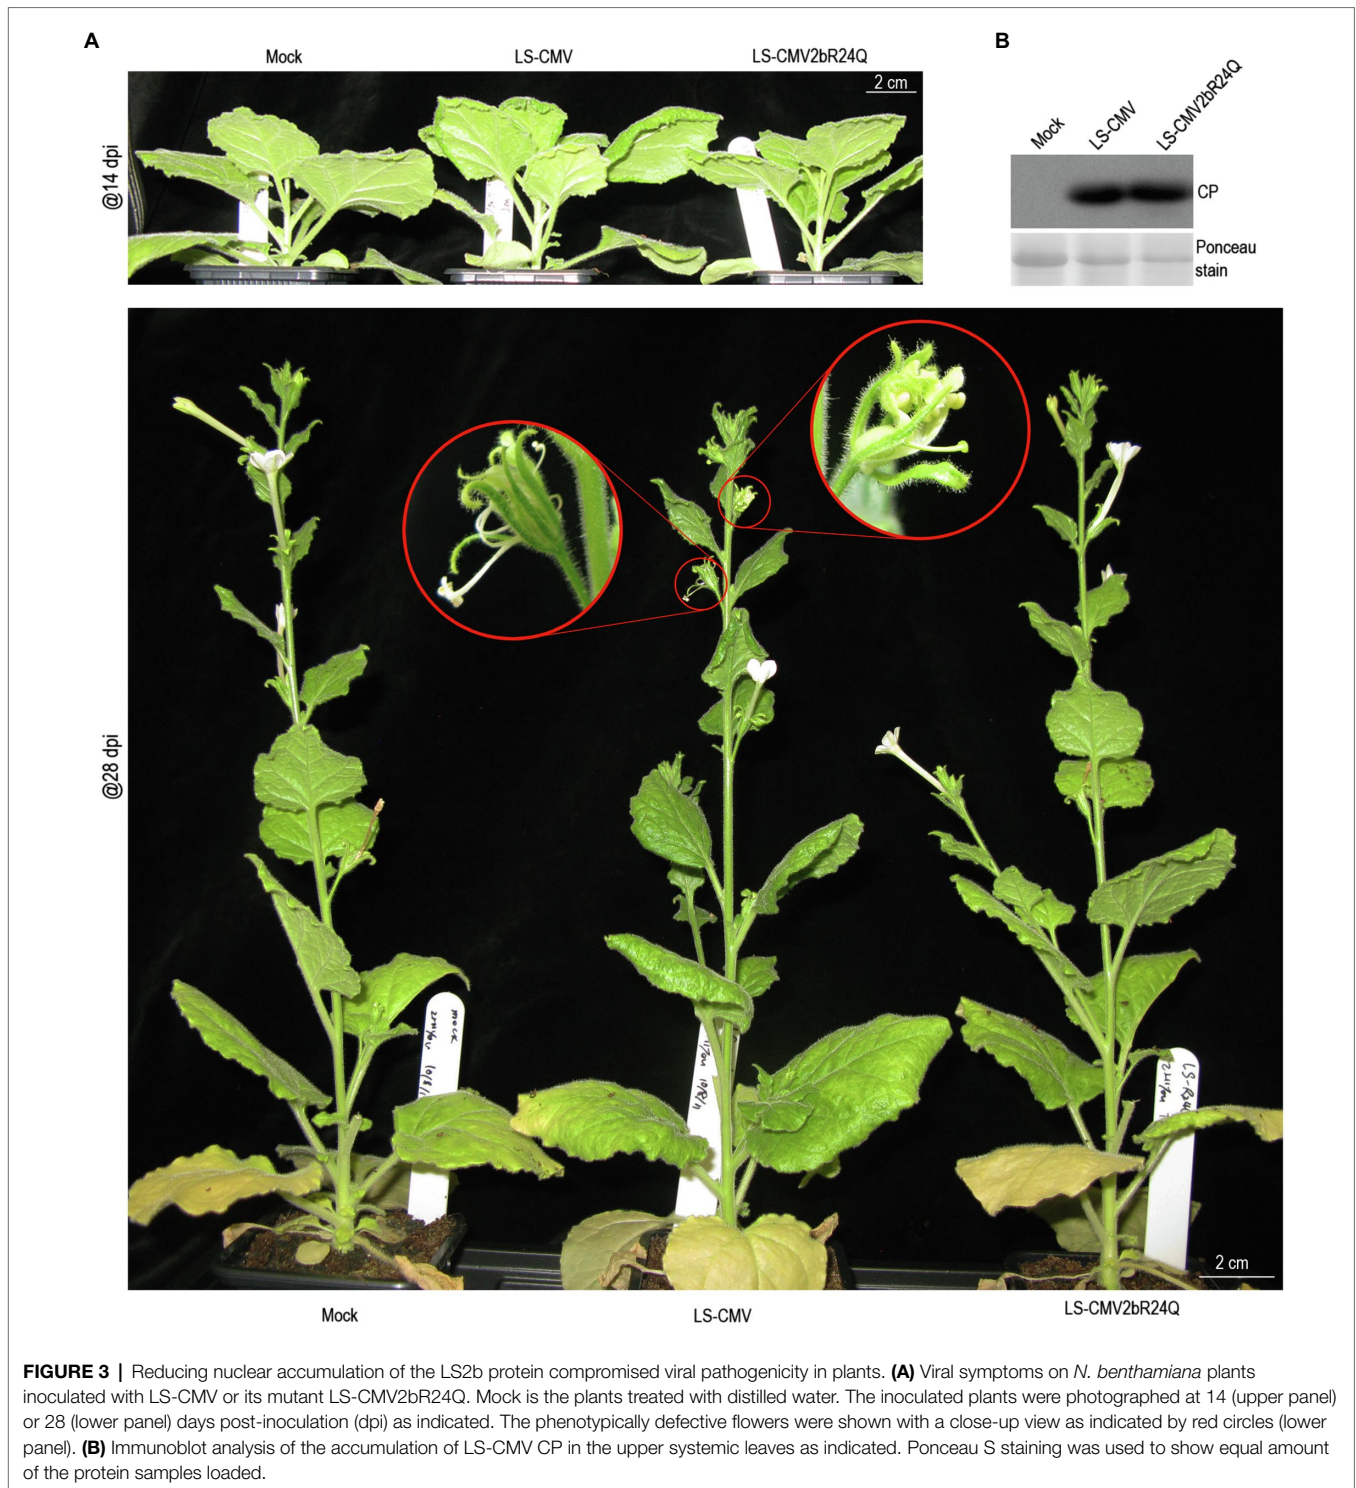 A
Mock
LS-CMV
LS-CMV2bR24Q
2 cm
@14 dpi
B
Mock
LS-CMV
LS-CMV2bR24Q
CP
Ponceau
stain
@28 dpi
mock
2 cm
Mock
LS-CMV
LS-CMV2bR24Q
FIGURE 3 | Reducing nuclear accumulation of the LS2b protein compromised viral pathogenicity in plants. (A) Viral symptoms on N. benthamiana plants
inoculated with LS-CMV or its mutant LS-CMV2bR24Q. Mock is the plants treated with distilled water. The inoculated plants were photographed at 14 (upper panel)
or 28 (lower panel) days post-inoculation (dpi) as indicated. The phenotypically defective flowers were shown with a close-up view as indicated by red circles (lower
panel). (B) Immunoblot analysis of the accumulation of LS-CMV CP in the upper systemic leaves as indicated. Ponceau S staining was used to show equal amount
of the protein samples loaded.